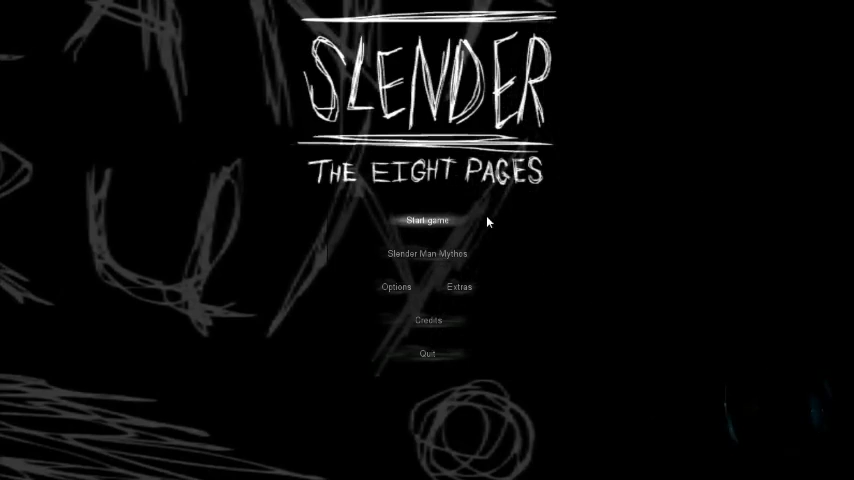 SLENDER
THE EIGHT PAGES
Start game
Slender Man Mythos
Options Extras
Credits
Quit